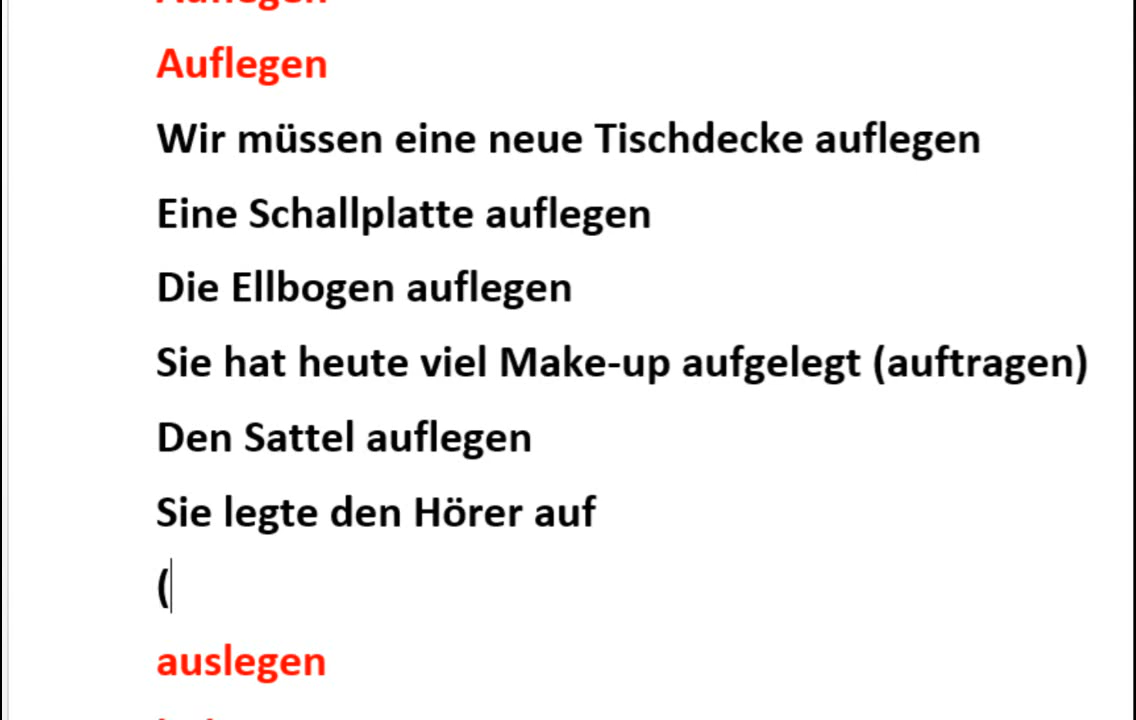 Auflegen
Auflegen
Wir müssen eine neue Tischdecke auflegen
Eine Schallplatte auflegen
Die Ellbogen auflegen
Sie hat heute viel Make-up aufgelegt (auftragen)
Den Sattel auflegen
Sie legte den Hörer auf
(
auslegen